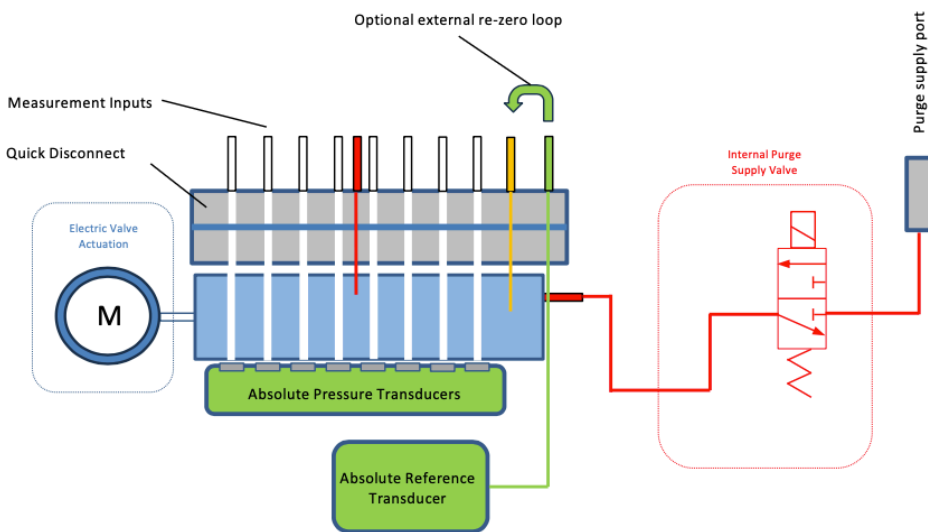 Optional external re-zero loop
Purge supply port
Measurement Inputs
Quick Disconnect
Internal Purge
Supply Valve
Electric Valve
Actuation
M
Absolute Pressure Transducers
Absolute Reference
Transducer